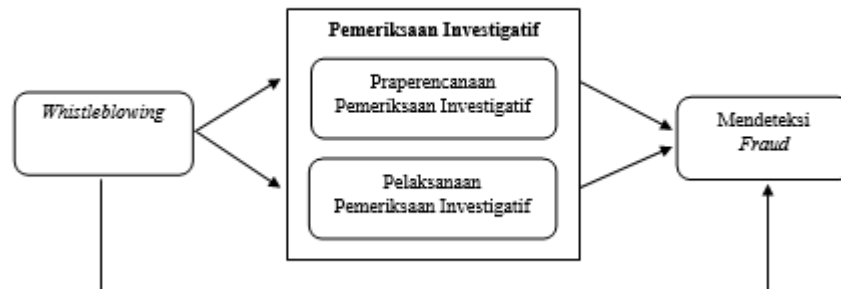 Pemeriksaan Investigatif
Praperencanaan
Pemeriksaan Investigatif
Whistleblowing
Mendeteksi
Fraud
Pelaksanaan
Pemeriksaan Investigatif